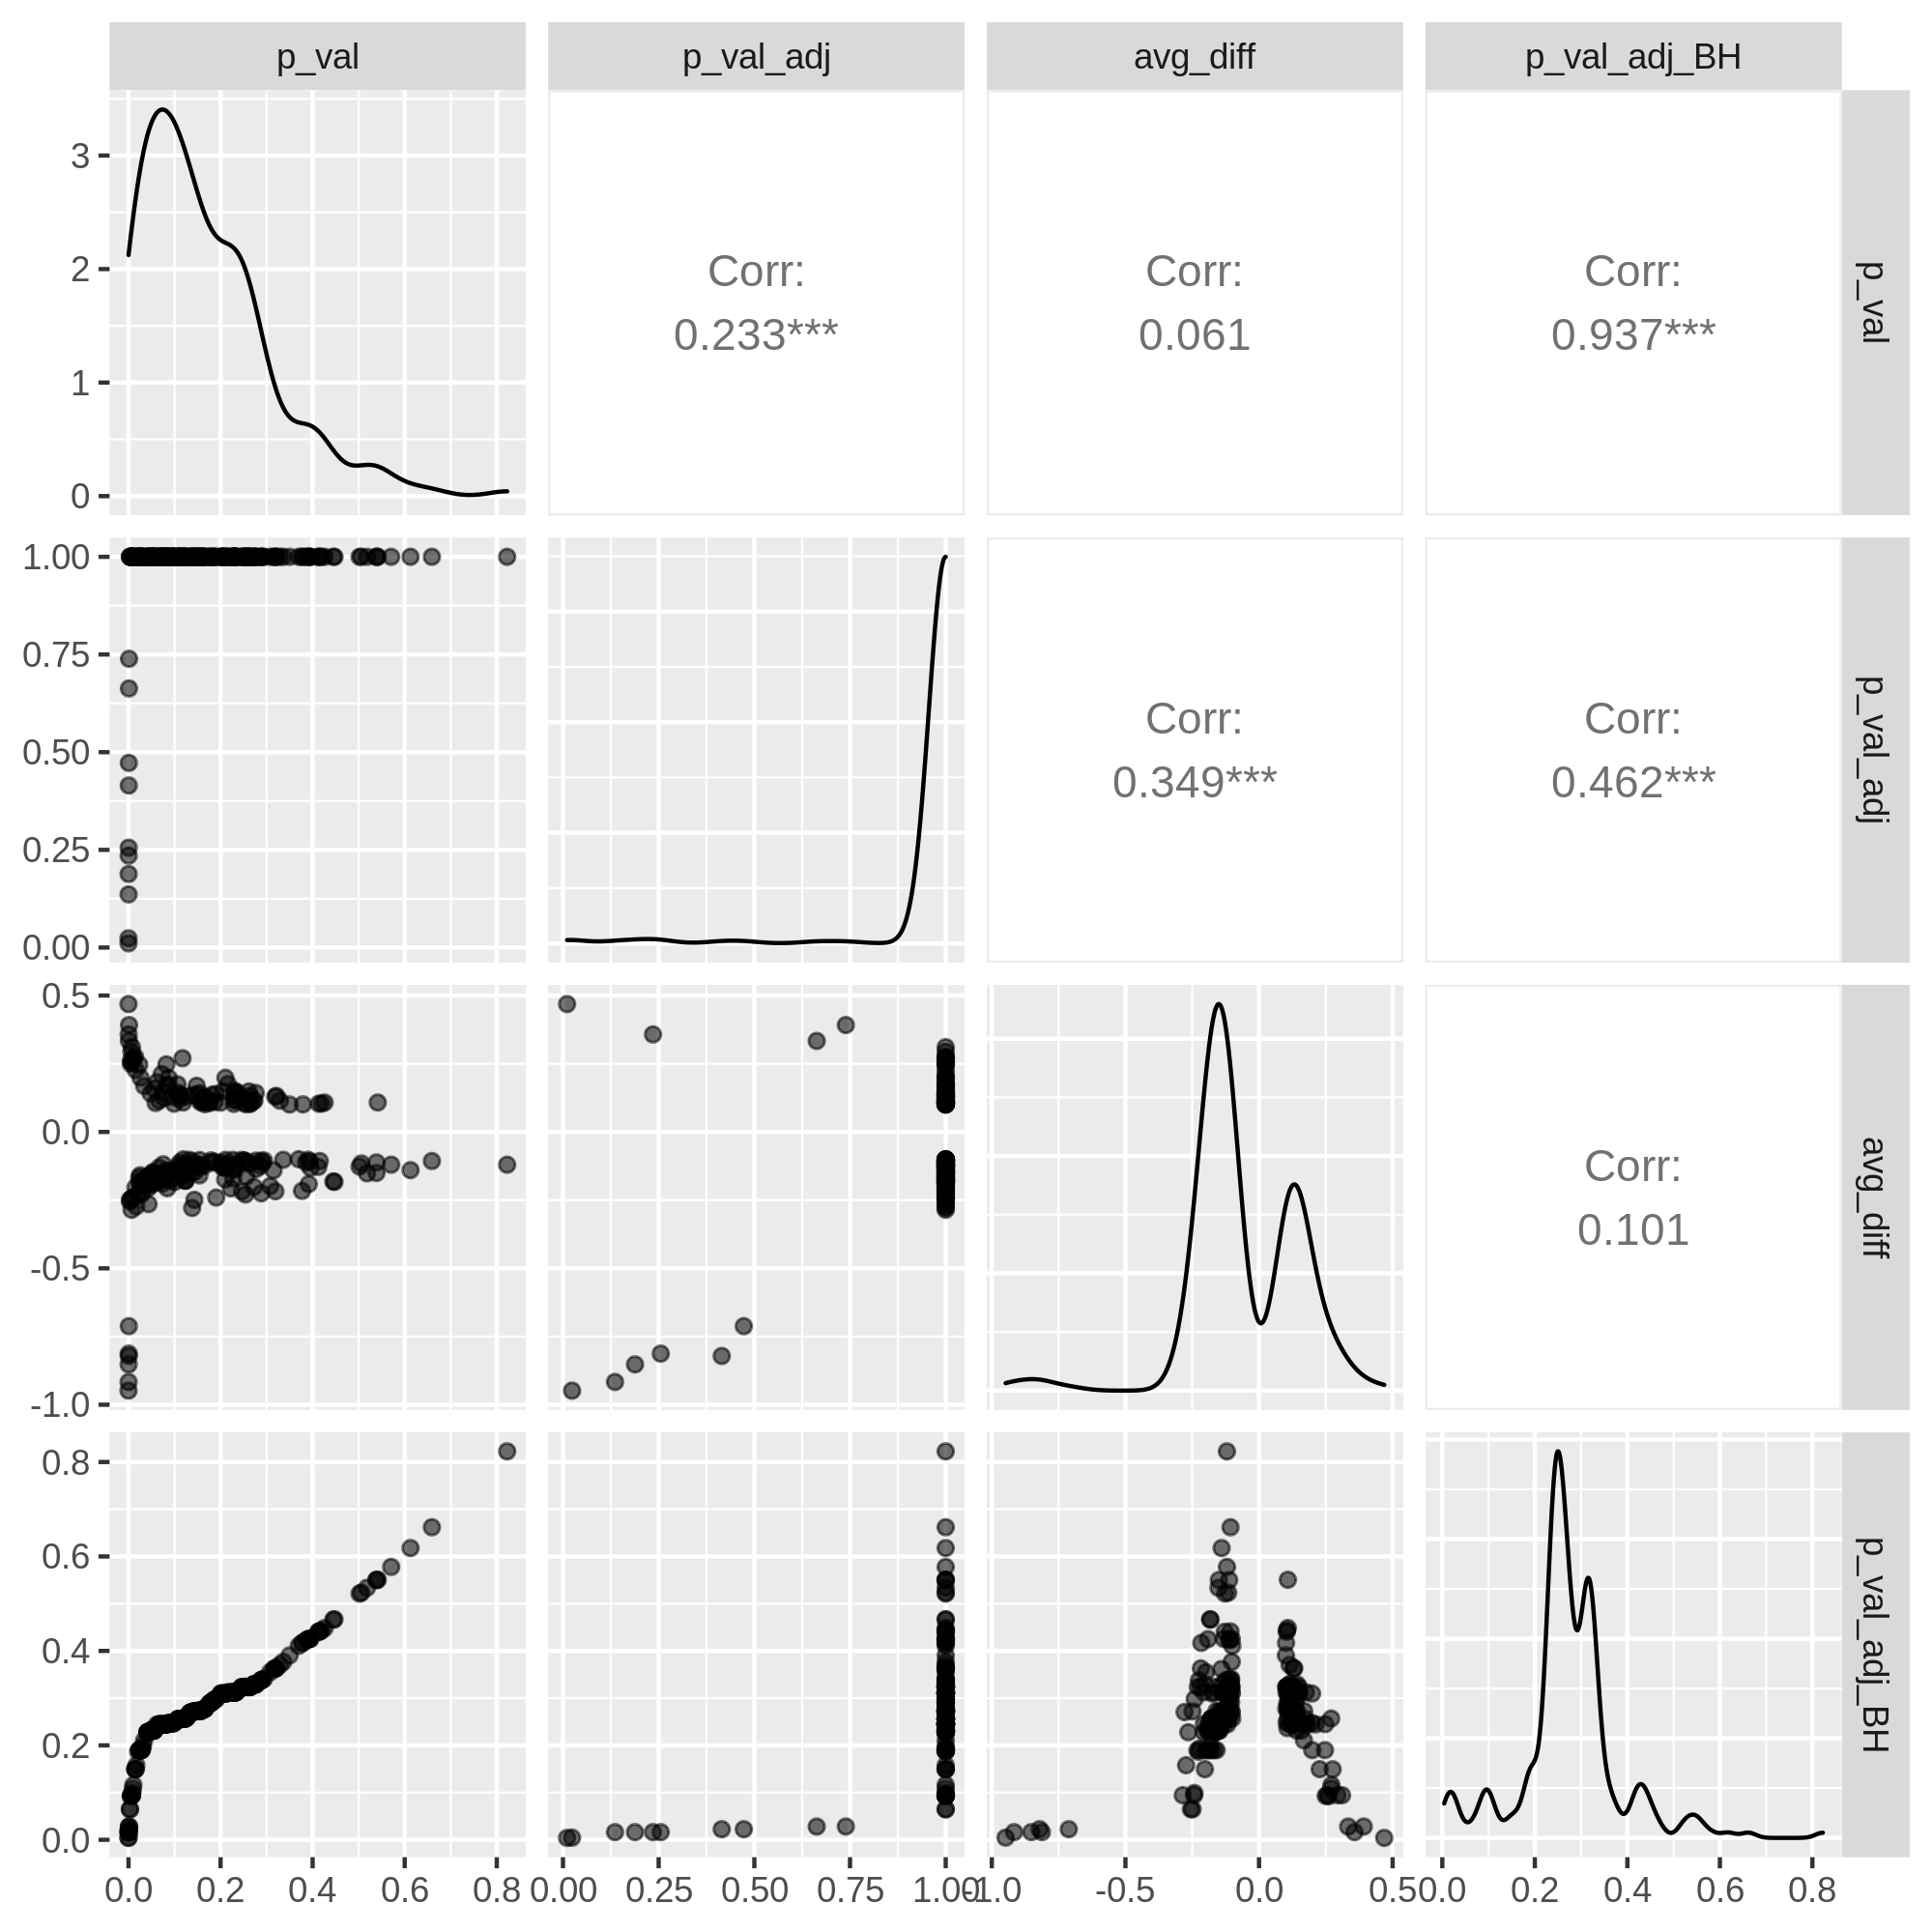 p_val p_val_adj avg_diff p_val_adj_BH
3
2
1
0
Corr:
0.233***
Corr:
0.061
Corr:
0.937***
p_val
1.00
0.75
0.50
0.25
0.00
Corr:
0.349***
Corr:
0.462***
p_val_adj
0.5
0.0
-0.5
-1.0
Corr:
0.101
avg_diff
0.8
0.6
0.4
0.2
0.0
p_val_adj_BH
0.0 0.2 0.4 0.6 0.8
0.00 0.25 0.50 0.75 1.00
-1.0 -0.5 0.0 0.5
0.0 0.2 0.4 0.6 0.8